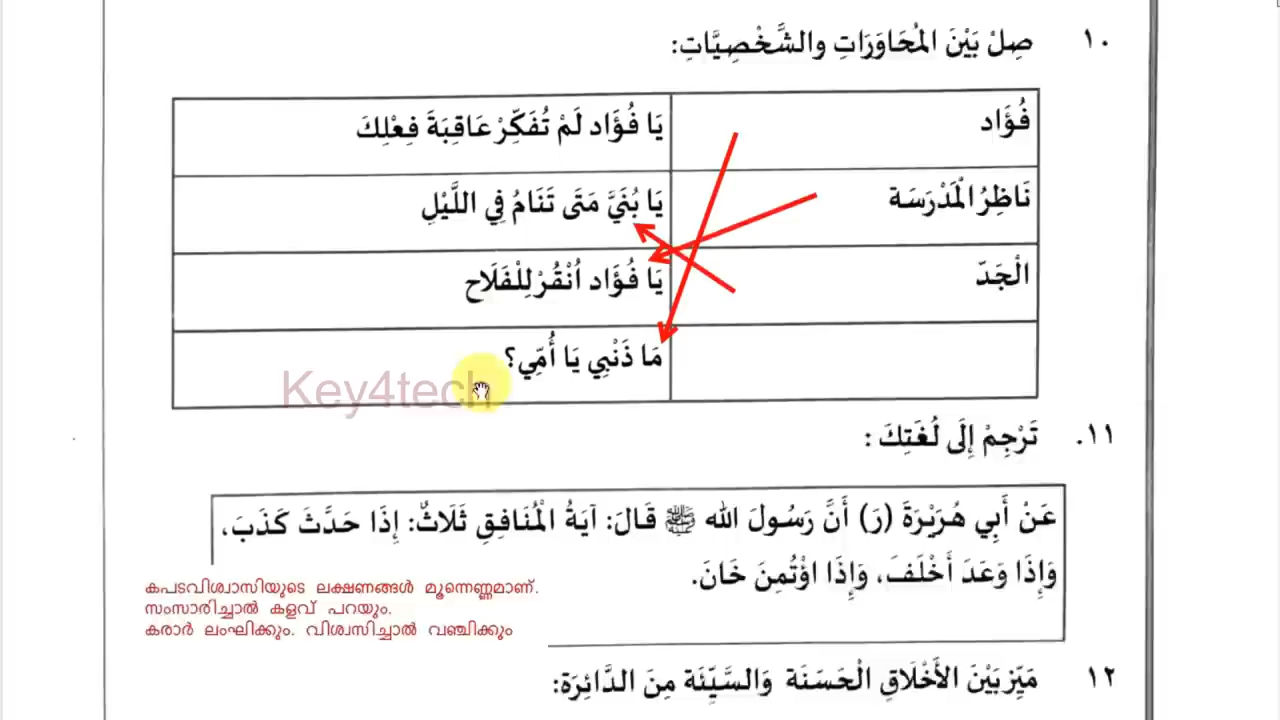 ١٠ صِلْ بَيْنَ الْمُحَاوَرَاتِ والشَّخْصِيَّاتِ:
فُؤَاد يَا فُؤَاد لَمْ تُفَكِّرْ عَاقِبَةَ فِعْلِكَ
نَاظِرُ الْمَدْرَسَة يَا بُنَيَّ مَتَى تَنَامُ فِي اللَّيْلِ
الْجَدّ يَا فُؤَاد اُنْقُرْ لِلْفَلَاح
مَا ذَنْبِي يَا أُمِّي؟
Key4tech
١١. تَرْجِمْ إِلَى لُغَتِكَ :
عَنْ أَبِي هُرَيْرَةَ (رَ) أَنَّ رَسُولَ الله ﷺ قَالَ: آيَةُ الْمُنَافِقِ ثَلَاثٌ: إِذَا حَدَّثَ كَذَبَ،
وَإِذَا وَعَدَ أَخْلَفَ، وَإِذَا اؤْتُمِنَ خَانَ.
കപടവിശ്വാസിയുടെ ലക്ഷണങ്ങൾ മൂന്നെണ്ണമാണ്.
സംസാരിച്ചാൽ കളവ് പറയും.
കരാർ ലംഘിക്കും. വിശ്വസിച്ചാൽ വഞ്ചിക്കും
١٢ مَيِّزْ بَيْنَ الأَخْلَاقِ الْحَسَنَة وَالسَّيِّئَة مِنَ الدَّائِرَة: